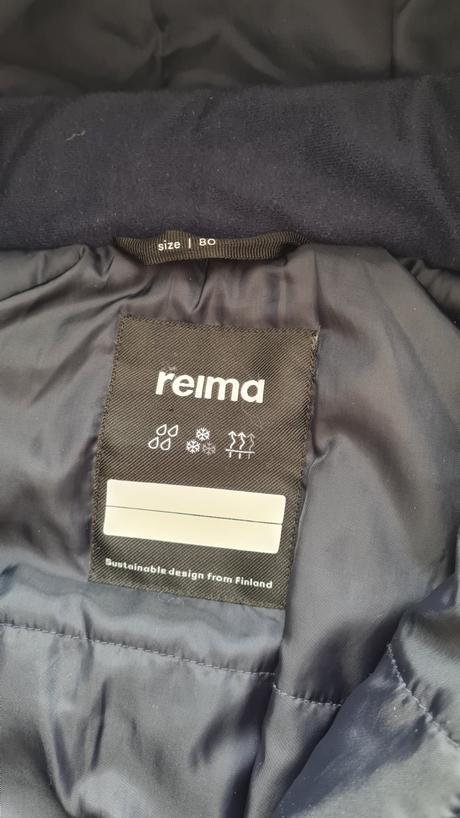 size | 80
reima
Sustainable design from Finland